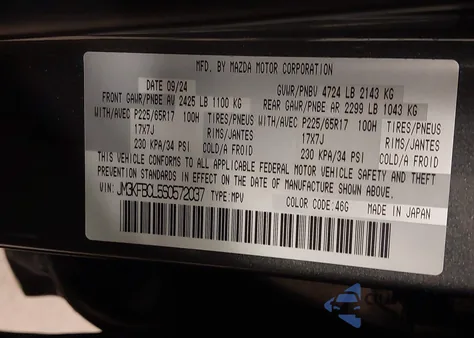 MFD. BY MAZDA MOTOR CORPORATION
DATE 09/24 GVWR/PNBV 4724 LB 2143 KG
FRONT GAWR/PNBE AV 2425 LB 1100 KG REAR GAWR/PNBE AR 2299 LB 1043 KG
WITH/AVEC P225/65R17 100H TIRES/PNEUS WITH/AVEC P225/65R17 100H TIRES/PNEUS
17X7J RIMS/JANTES 17X7J RIMS/JANTES
230 KPA/34 PSI COLD/A FROID 230 KPA/34 PSI COLD/A FROID
THIS VEHICLE CONFORMS TO ALL APPLICABLE FEDERAL MOTOR VEHICLE SAFETY AND THEFT
PREVENTION STANDARDS IN EFFECT ON THE DATE OF MANUFACTURE SHOWN ABOVE.
VIN: JM3KFBCL5S0572037 TYPE:MPV
COLOR CODE:46G MADE IN JAPAN